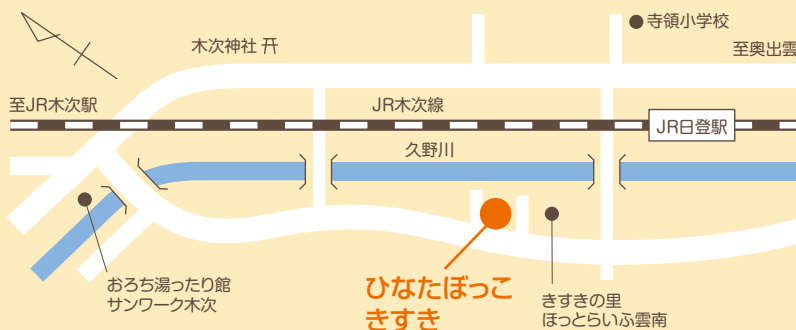 寺領小学校
木次神社
至奥出雲
至JR木次駅
JR木次線
JR日登駅
久野川
おろち湯ったり館
サンワーク木次
ひなたぼっこ
きすき
きすきの里
ほっとらいふ雲南